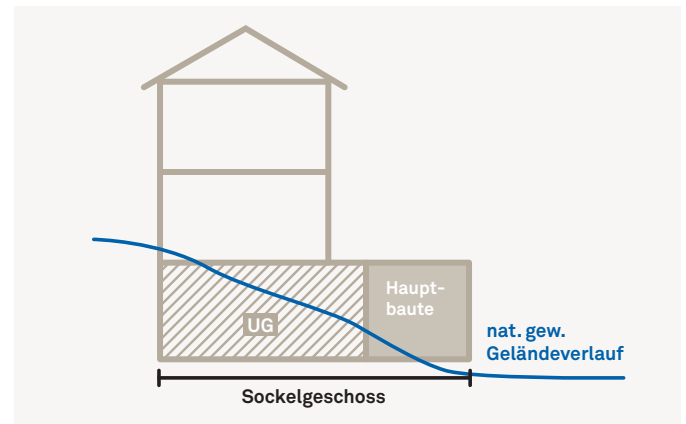 Haupt-
baute
UG
nat. gew.
Geländeverlauf
Sockelgeschoss